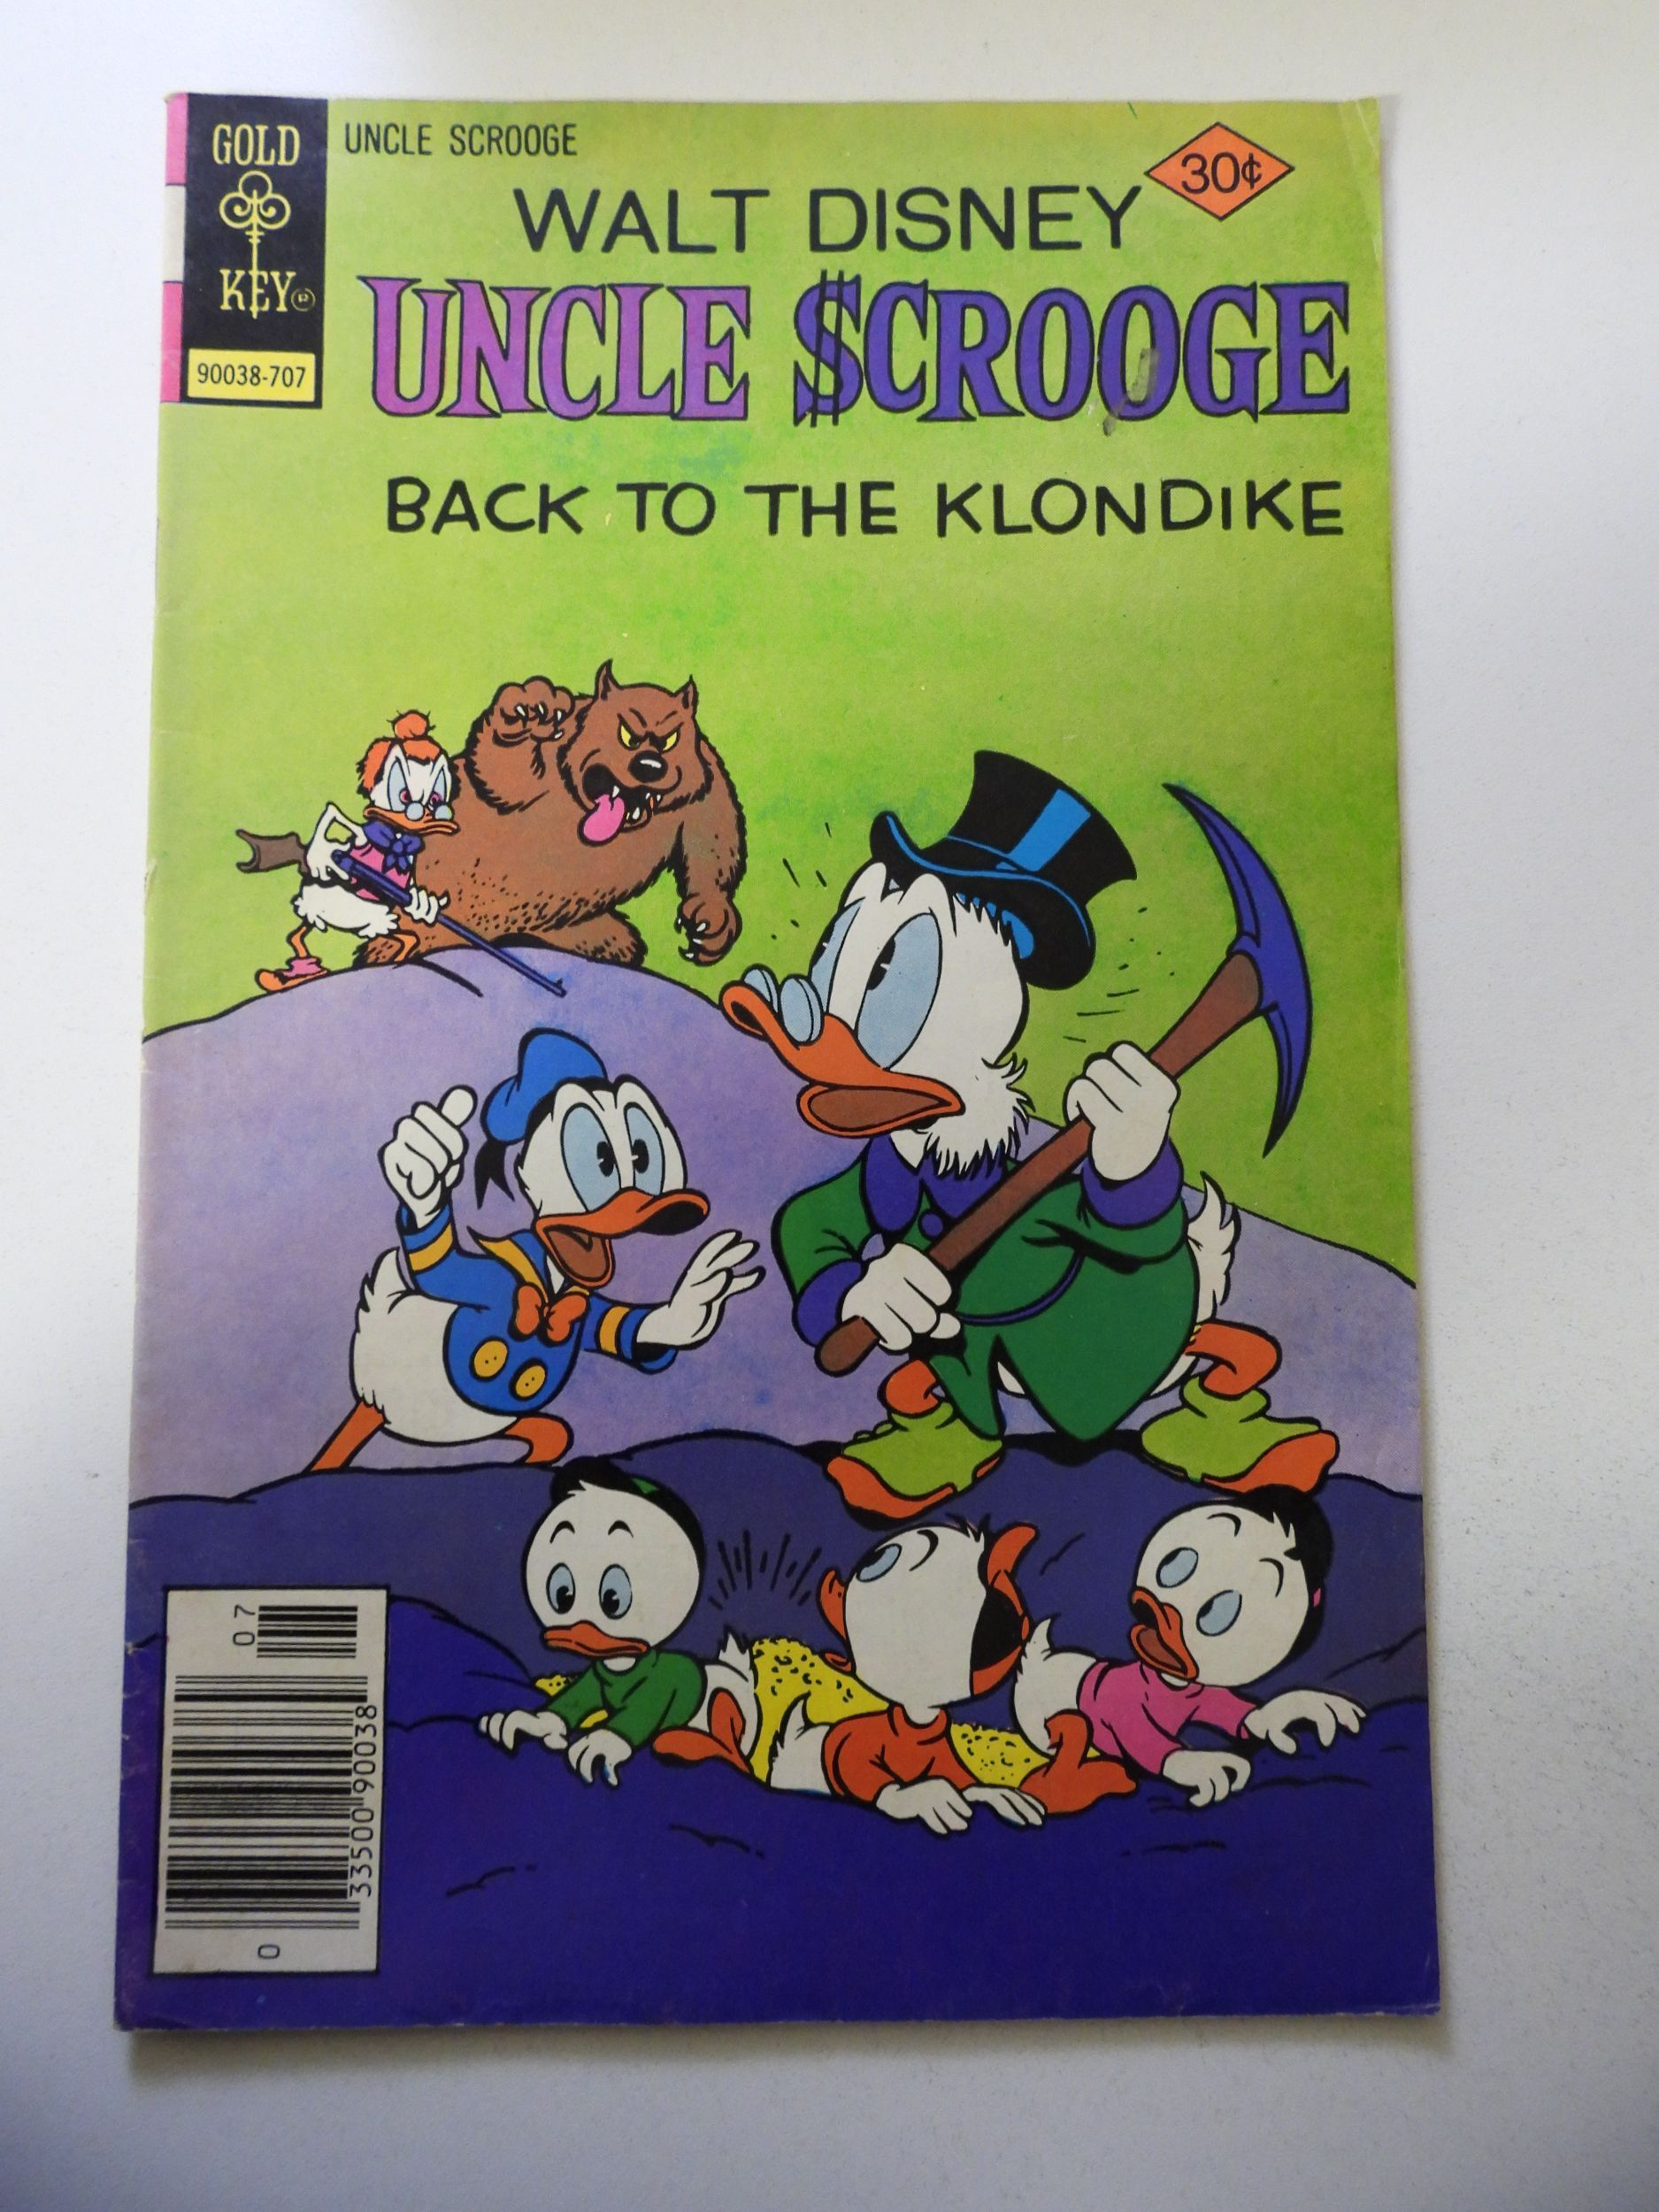 GOLD
KEY
UNCLE SCROOGE
30¢
WALT DISNEY
UNCLE $CROOGE
90038-707
BACK TO THE KLONDIKE
07
33500 90038
0